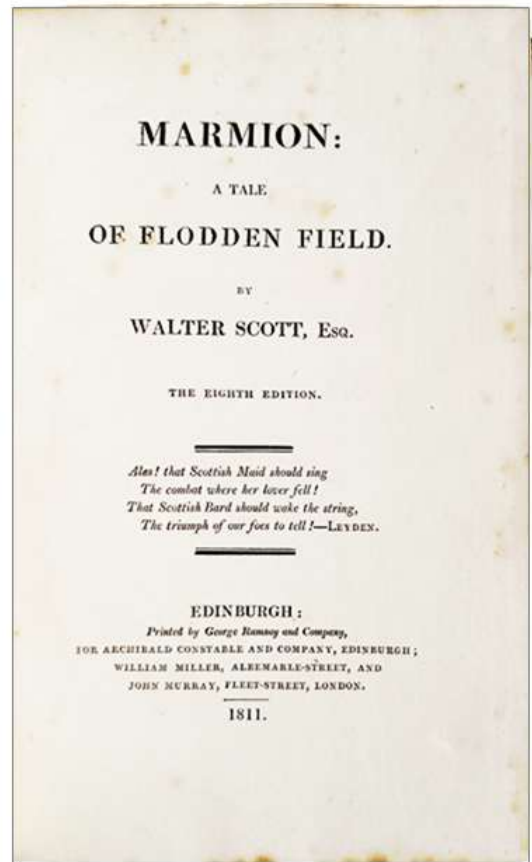 MARMION:
A TALE
OF FLODDEN FIELD.
BY
WALTER SCOTT, Esq.
THE EIGHTH EDITION.
Alas! that Scottish Maid should sing
The combat where her lover fell!
That Scottish Bard should wake the string,
The triumph of our foes to tell!—LEYDEN.
EDINBURGH:
Printed by George Ramsay and Company,
FOR ARCHIBALD CONSTABLE AND COMPANY, EDINBURGH;
WILLIAM MILLER, ALBEMARLE-STREET, AND
JOHN MURRAY, FLEET-STREET, LONDON.
1811.